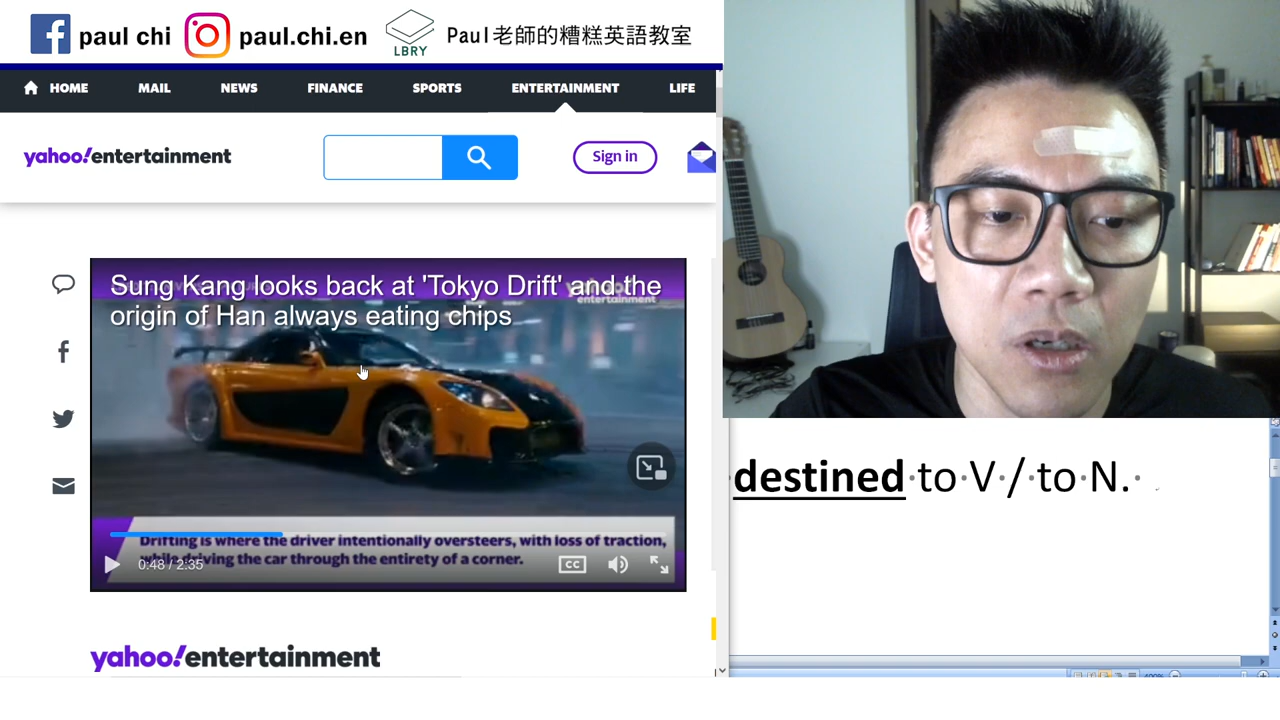 paul chi
paul.chi.en
LBRY
Paul老師的糟糕英語教室
HOME MAIL NEWS FINANCE SPORTS ENTERTAINMENT LIFE
yahoo!entertainment
Sign in
Sung Kang looks back at 'Tokyo Drift' and the
origin of Han always eating chips
yahoo!
entertainment
Drifting is where the driver intentionally oversteers, with loss of traction,
while driving the car through the entirety of a corner.
0:48 / 2:35
CC
yahoo!entertainment
destined to V / to N.
400%